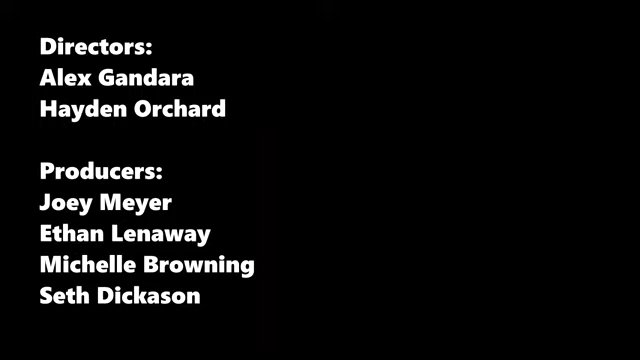 Directors:
Alex Gandara
Hayden Orchard
Producers:
Joey Meyer
Ethan Lenaway
Michelle Browning
Seth Dickason